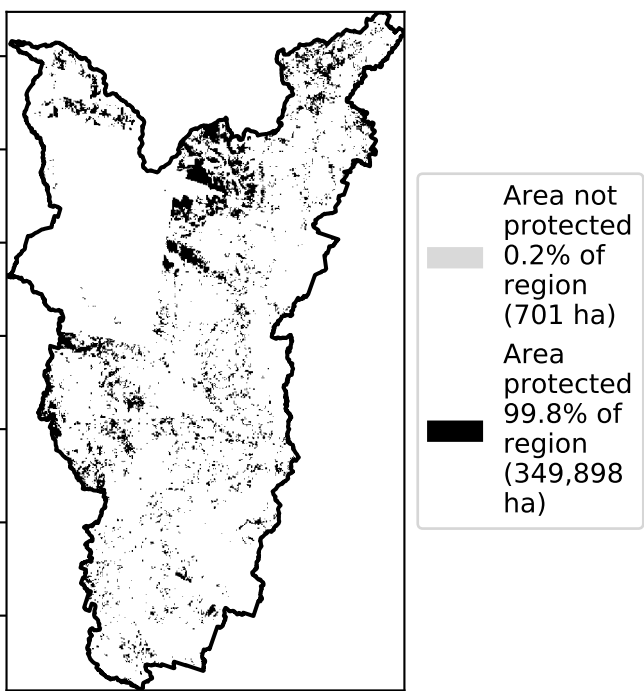 Area not
protected
0.2% of
region
(701 ha)
Area
protected
99.8% of
region
(349,898
ha)